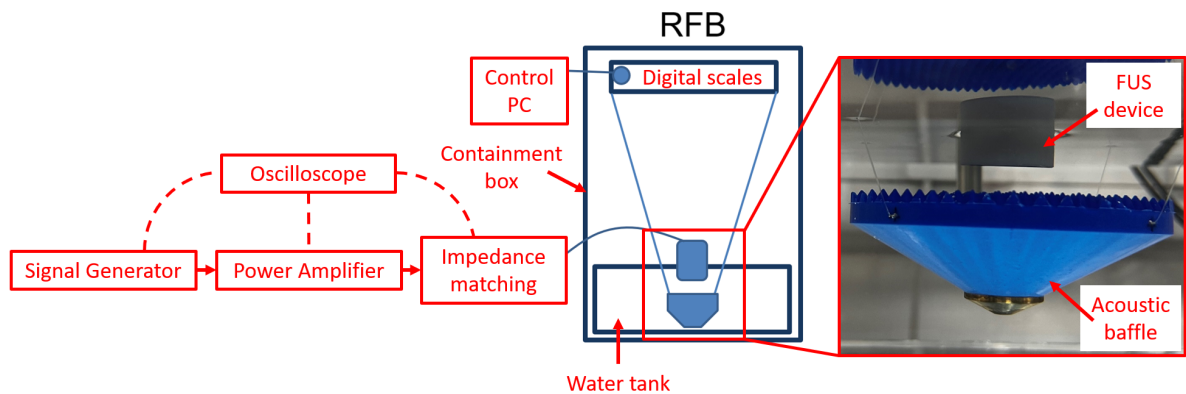 RFB
Control
PC
Digital scales
FUS
device
Containment
box
Oscilloscope
Signal Generator
Power Amplifier
Impedance
matching
Acoustic
baffle
Water tank